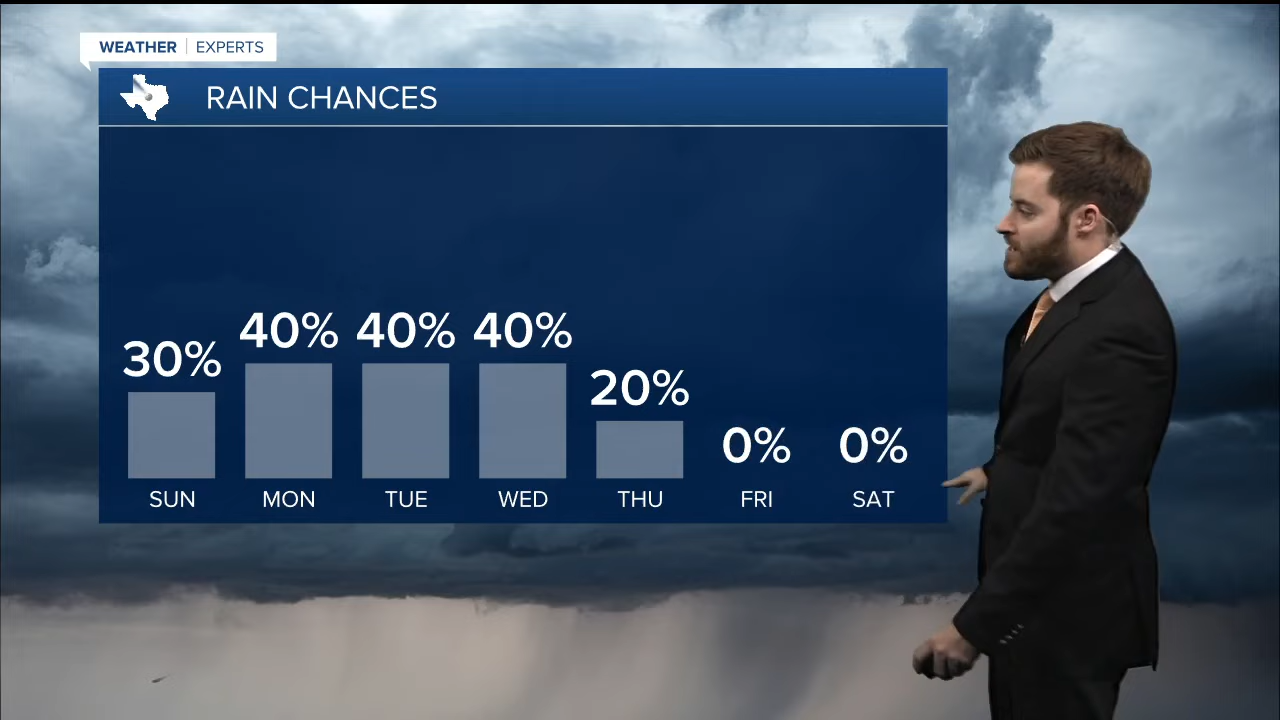 WEATHER | EXPERTS
RAIN CHANCES
30% 40% 40% 40% 20% 0% 0%
SUN MON TUE WED THU FRI SAT